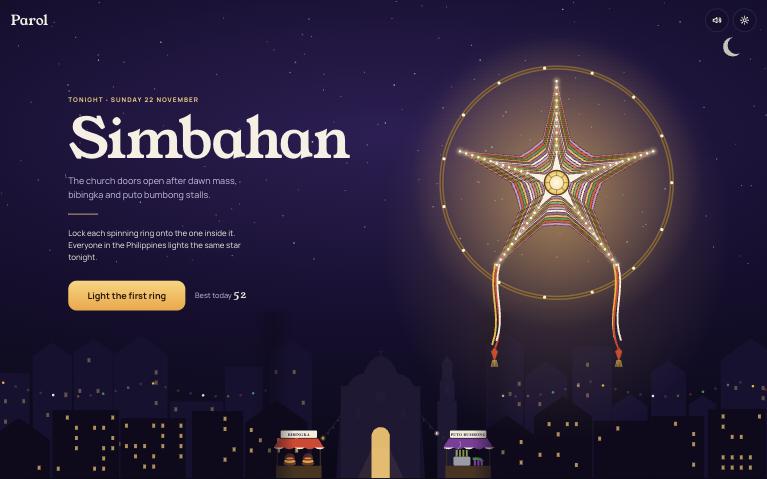 Parol
TONIGHT · SUNDAY 22 NOVEMBER
Simbahan
The church doors open after dawn mass,
bibingka and puto bumbong stalls.
Lock each spinning ring onto the one inside it.
Everyone in the Philippines lights the same star
tonight.
Light the first ring
Best today 52
BIBINGKA
PUTO BUMBONG